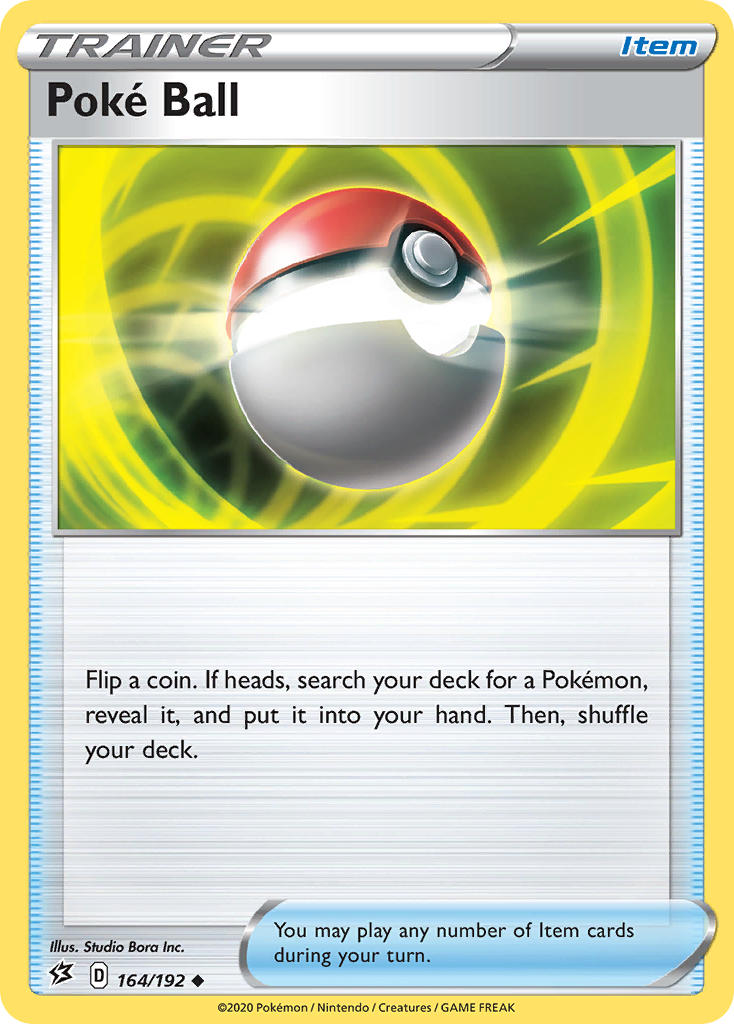 TRAINER
Item
Poké Ball
Flip a coin. If heads, search your deck for a Pokémon,
reveal it, and put it into your hand. Then, shuffle
your deck.
You may play any number of Item cards
during your turn.
Illus. Studio Bora Inc.
D 164/192 ◆
©2020 Pokémon / Nintendo / Creatures / GAME FREAK